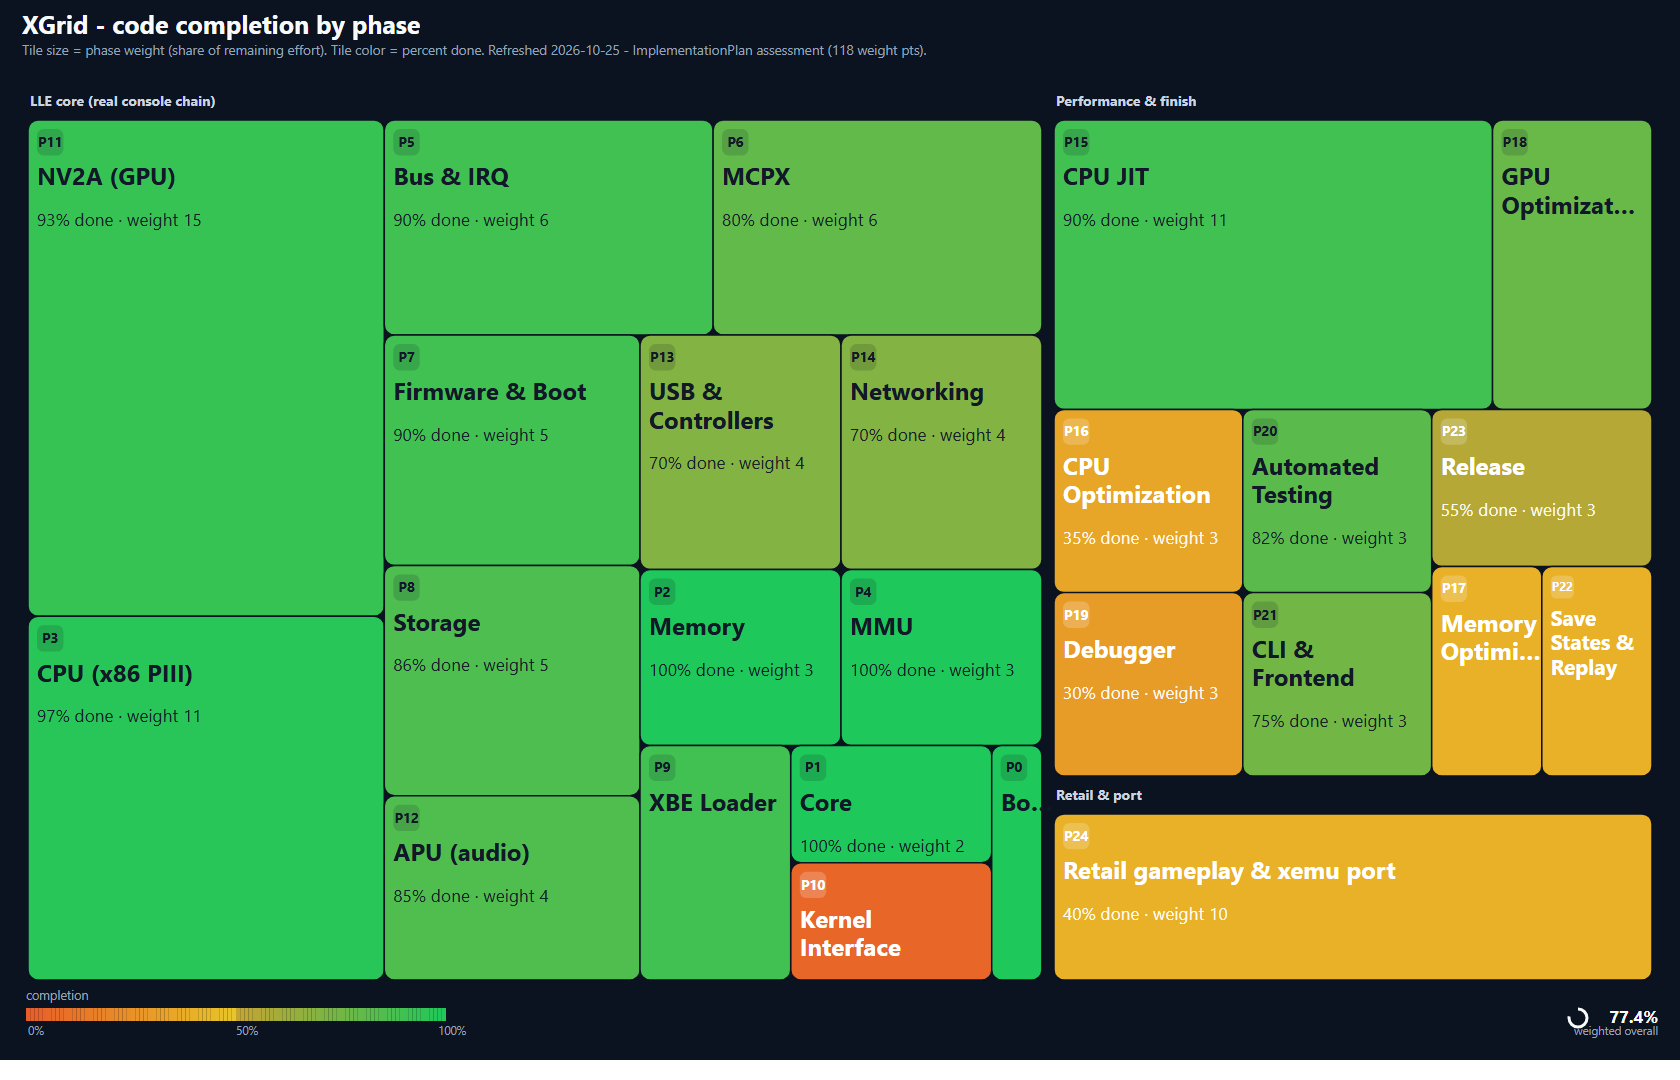 XGrid - code completion by phase
Tile size = phase weight (share of remaining effort). Tile color = percent done. Refreshed 2026-10-25 - ImplementationPlan assessment (118 weight pts).
LLE core (real console chain)
P11
NV2A (GPU)
93% done · weight 15
P5
Bus & IRQ
90% done · weight 6
P6
MCPX
80% done · weight 6
P7
Firmware & Boot
90% done · weight 5
P13
USB &
Controllers
70% done · weight 4
P14
Networking
70% done · weight 4
P3
CPU (x86 PIII)
97% done · weight 11
P8
Storage
86% done · weight 5
P2
Memory
100% done · weight 3
P4
MMU
100% done · weight 3
P12
APU (audio)
85% done · weight 4
P9
XBE Loader
P1
Core
100% done · weight 2
P0
Bo..
P10
Kernel
Interface
Performance & finish
P15
CPU JIT
90% done · weight 11
P18
GPU
Optimizat...
P16
CPU
Optimization
35% done · weight 3
P20
Automated
Testing
82% done · weight 3
P23
Release
55% done · weight 3
P19
Debugger
30% done · weight 3
P21
CLI &
Frontend
75% done · weight 3
P17
Memory
Optimi...
P22
Save
States &
Replay
Retail & port
P24
Retail gameplay & xemu port
40% done · weight 10
completion
0%
50%
100%
77.4%
weighted overall